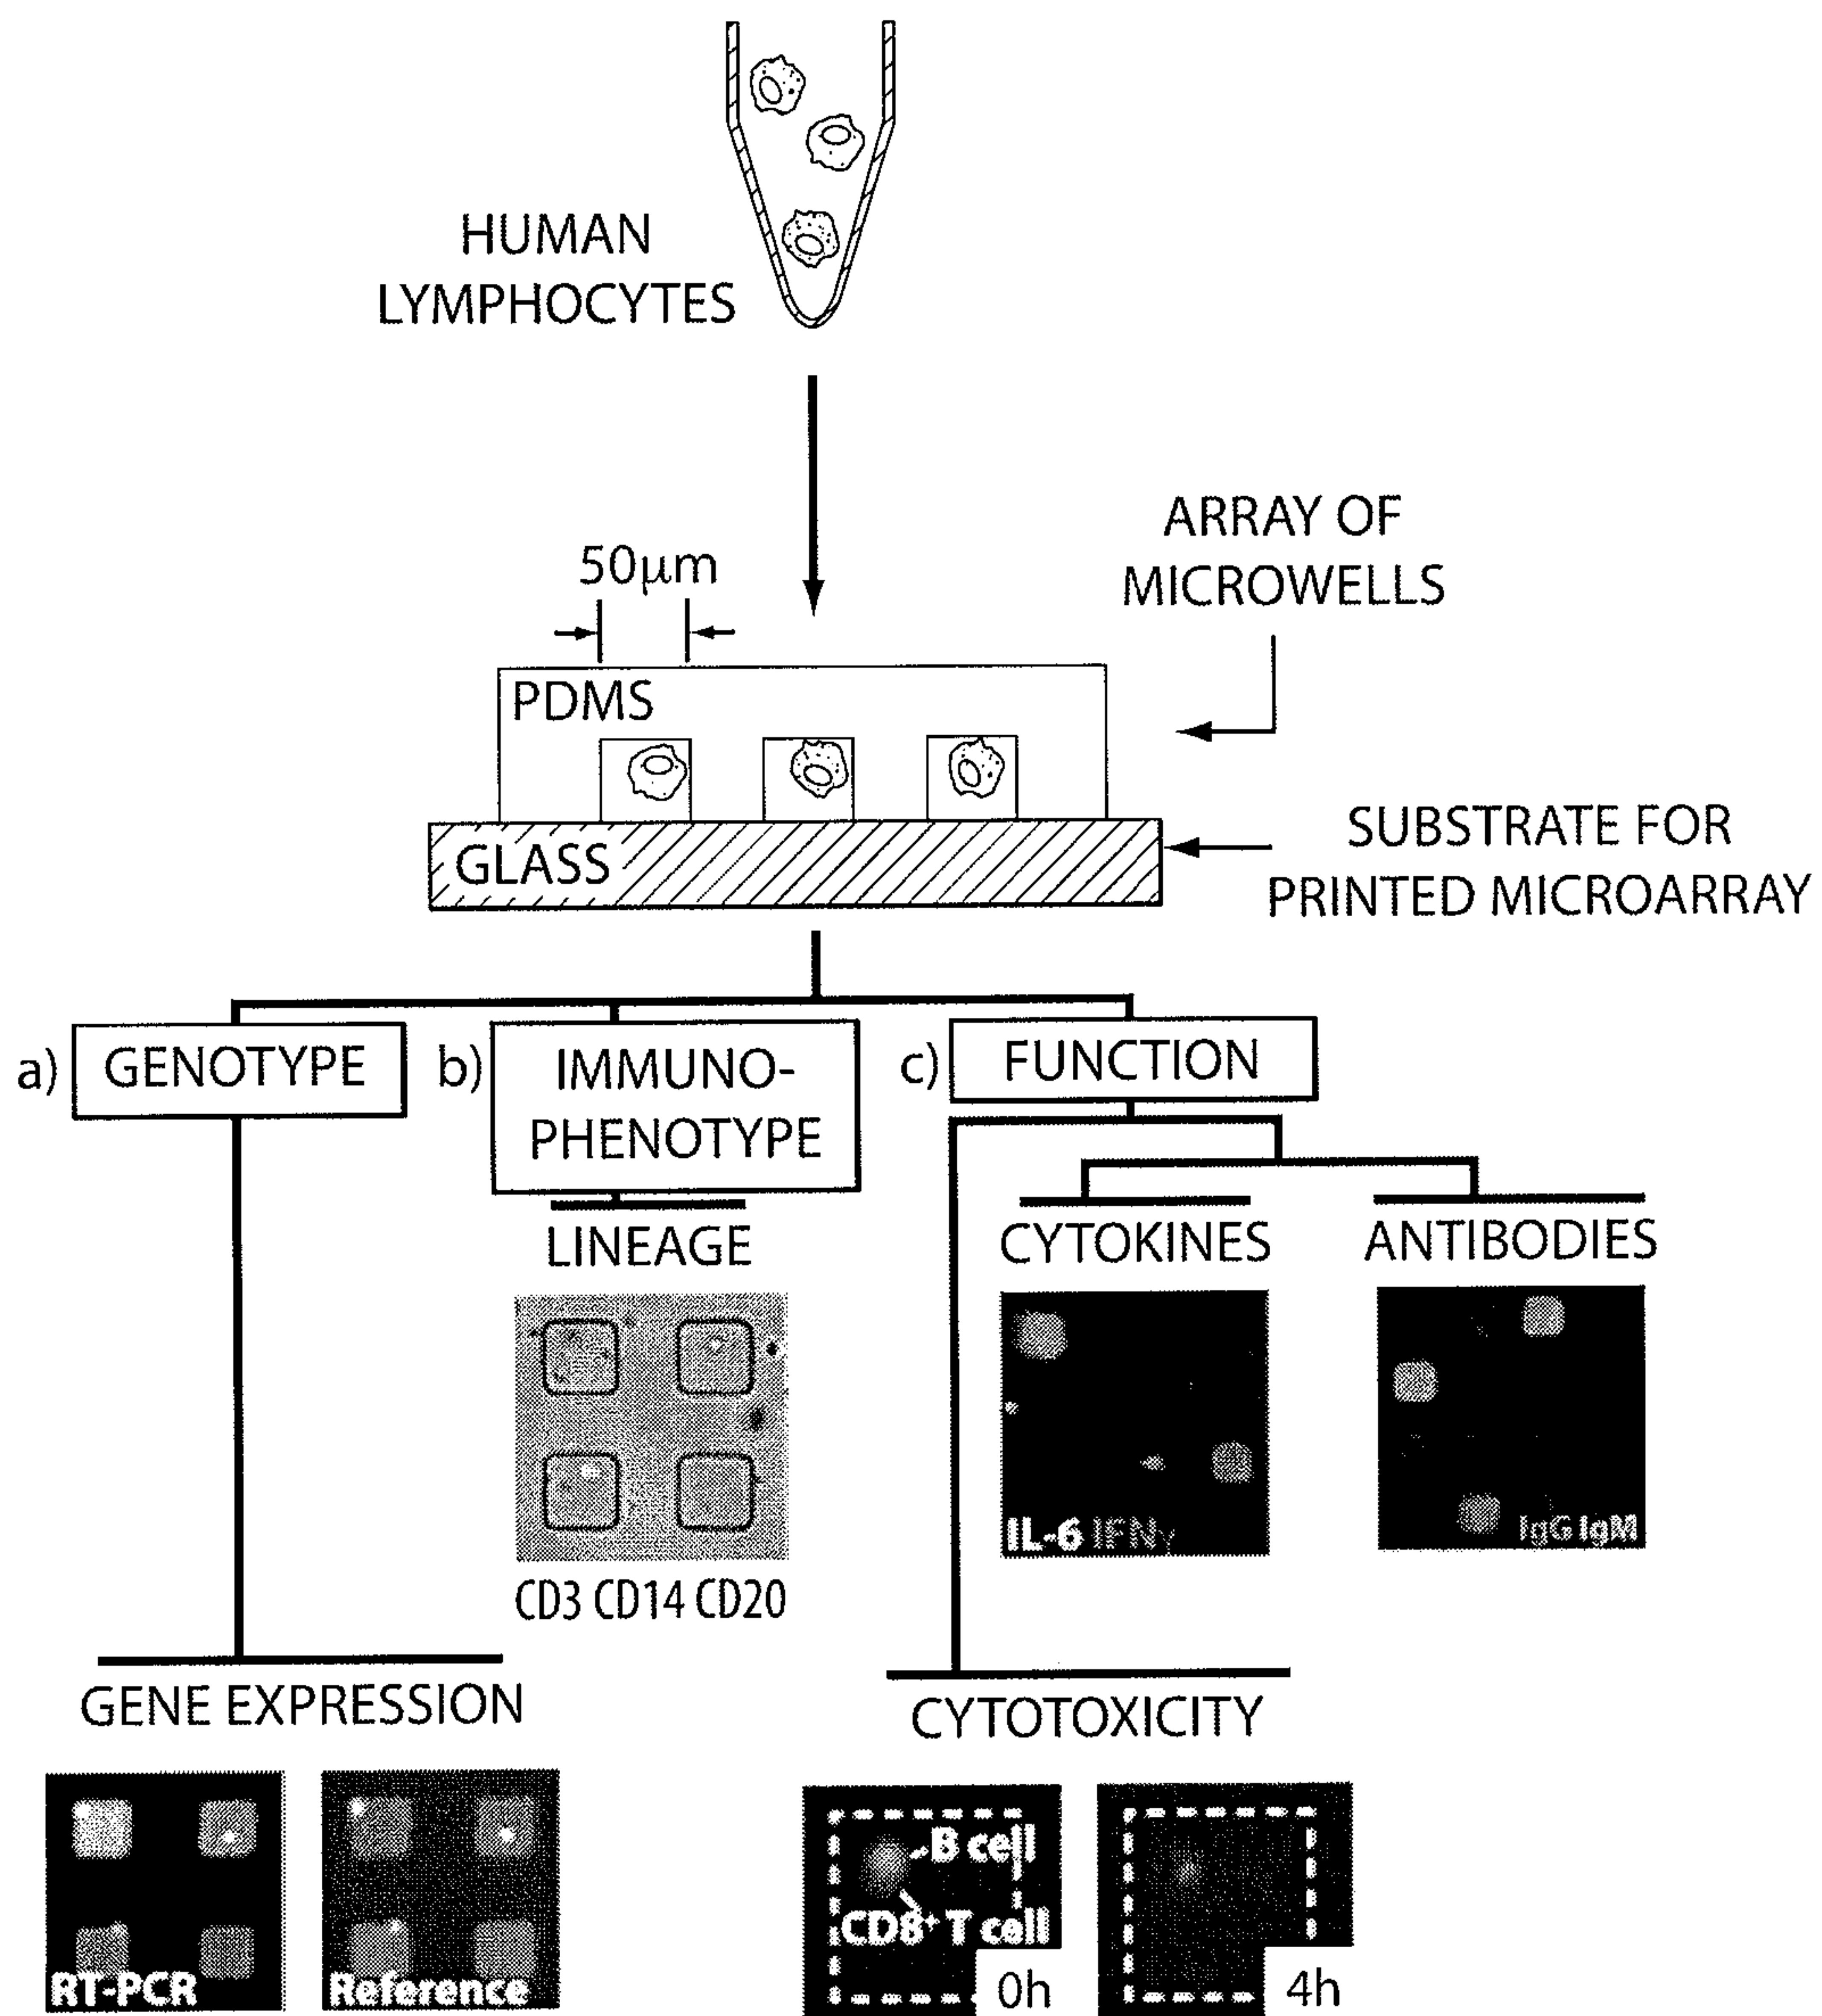 HUMAN
LYMPHOCYTES
50μm
ARRAY OF
MICROWELLS
PDMS
GLASS
SUBSTRATE FOR
PRINTED MICROARRAY
a) GENOTYPE
b) IMMUNO-
PHENOTYPE
c) FUNCTION
LINEAGE
CYTOKINES
ANTIBODIES
IL-6 IFNγ
IgG IgM
CD3 CD14 CD20
GENE EXPRESSION
CYTOTOXICITY
RT-PCR
Reference
B cell
CD8+ T cell
0h
4h